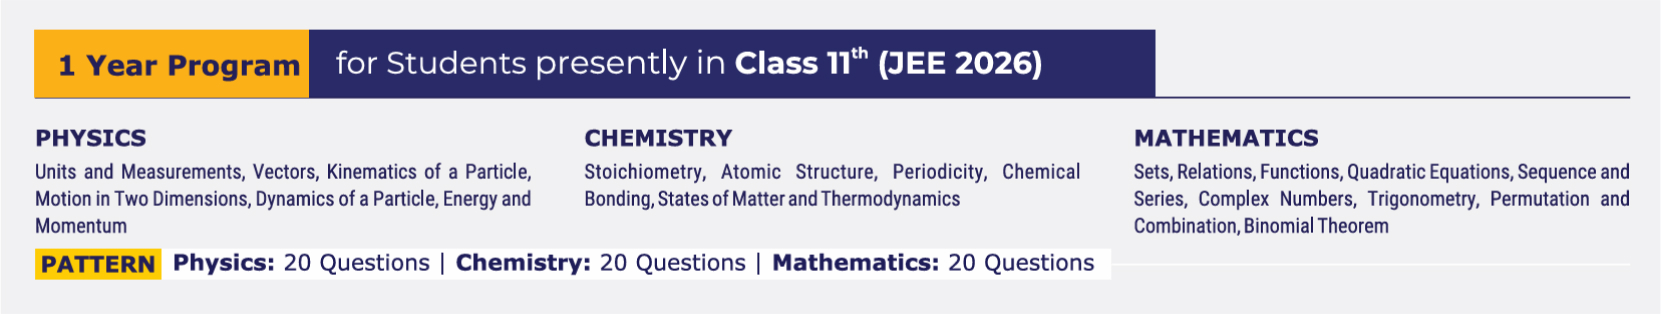 1 Year Program for Students presently in Class 11th (JEE 2026)
PHYSICS
Units and Measurements, Vectors, Kinematics of a Particle,
Motion in Two Dimensions, Dynamics of a Particle, Energy and
Momentum
CHEMISTRY
Stoichiometry, Atomic Structure, Periodicity, Chemical
Bonding, States of Matter and Thermodynamics
MATHEMATICS
Sets, Relations, Functions, Quadratic Equations, Sequence and
Series, Complex Numbers, Trigonometry, Permutation and
Combination, Binomial Theorem
PATTERN Physics: 20 Questions | Chemistry: 20 Questions | Mathematics: 20 Questions